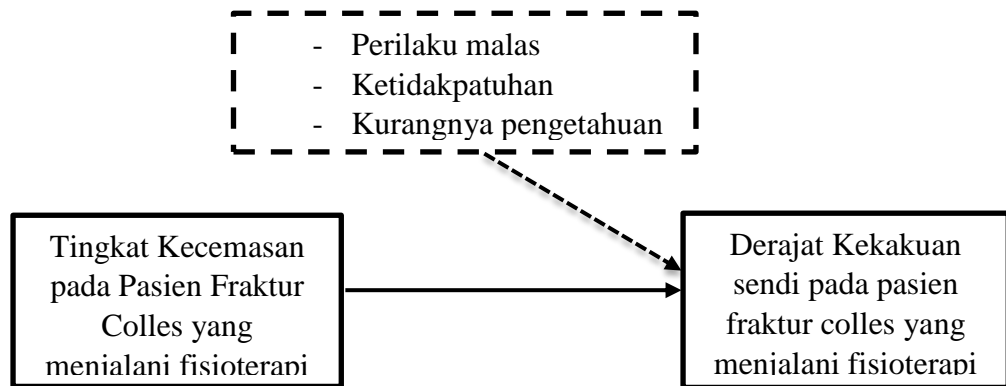 - Perilaku malas
- Ketidakpatuhan
- Kurangnya pengetahuan
Tingkat Kecemasan
pada Pasien Fraktur
Colles yang
menjalani fisioterapi
Derajat Kekakuan
sendi pada pasien
fraktur colles yang
menjalani fisioterapi